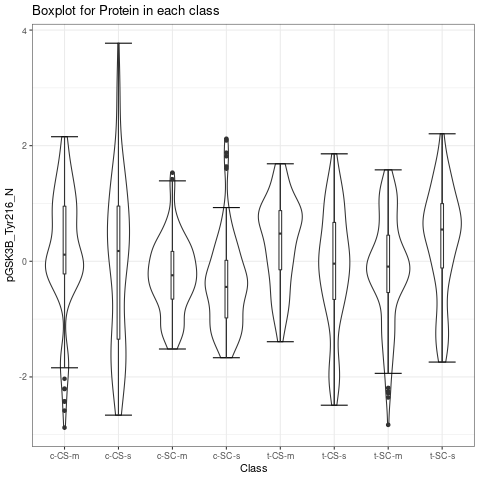 Boxplot for Protein in each class
4
2
0
-2
pGSK3B_Tyr216_N
c-CS-m c-CS-s c-SC-m c-SC-s t-CS-m t-CS-s t-SC-m t-SC-s
Class